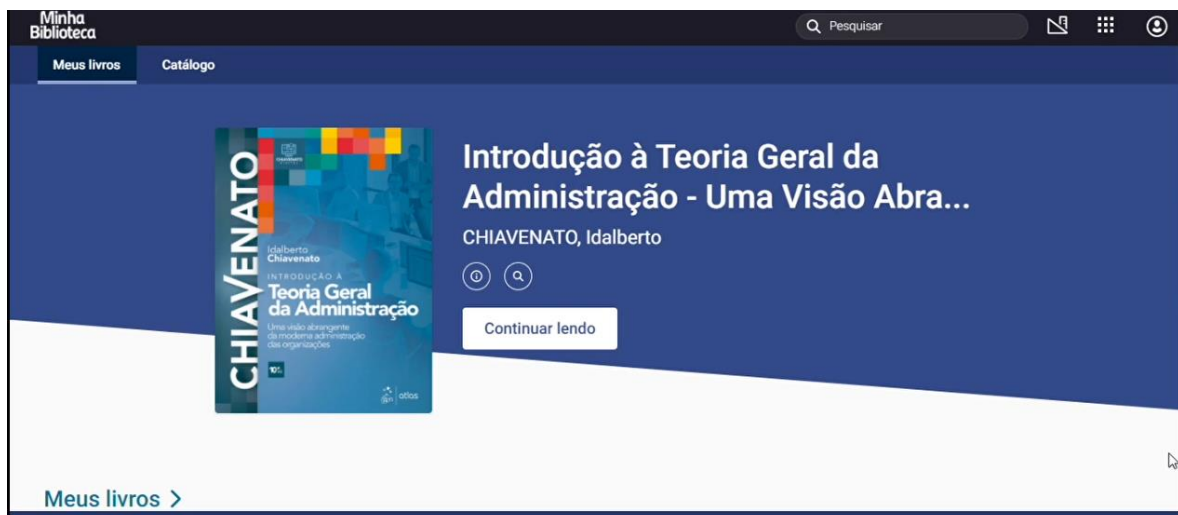 Minha
Biblioteca
Pesquisar
Meus livros
Catálogo
CHIAVENATO
Idalberto
Chiavenato
INTRODUÇÃO À
Teoria Geral
da Administração
Uma visão abrangente
da moderna administração
das organizações
atlas
Introdução à Teoria Geral da
Administração - Uma Visão Abra...
CHIAVENATO, Idalberto
Continuar lendo
Meus livros >